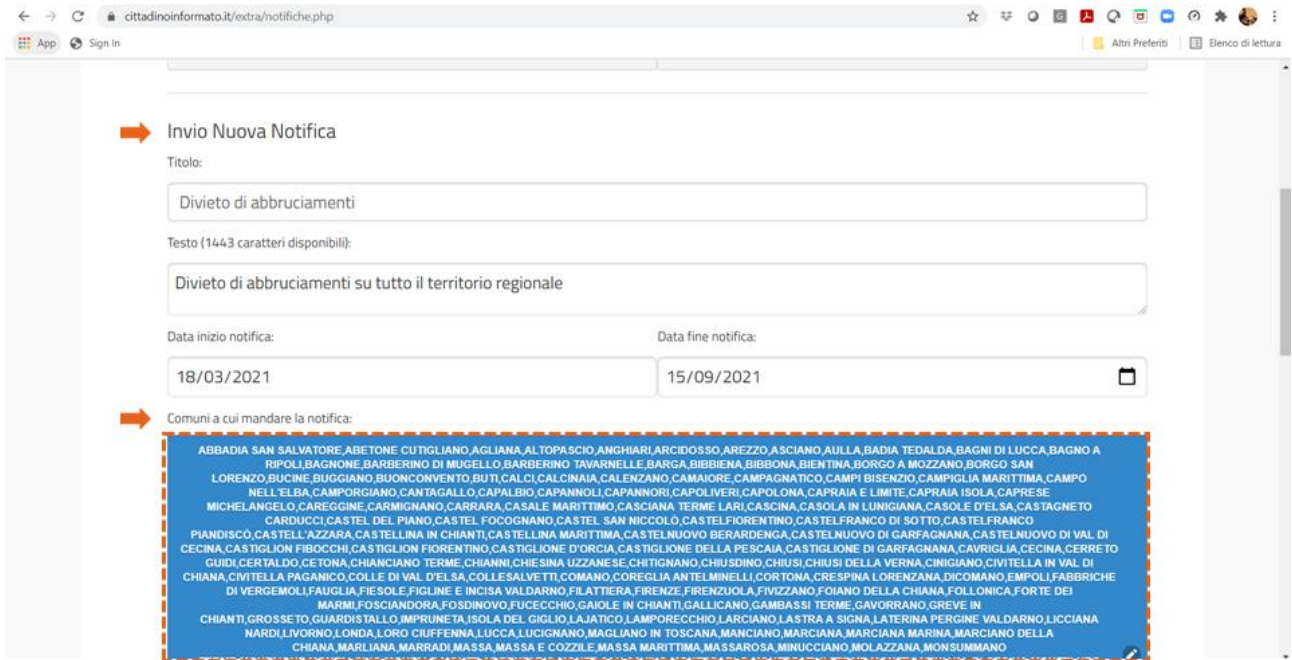 cittadinoinformato.it/extra/notifiche.php
App Sign In Altri Preferiti Elenco di lettura
Invio Nuova Notifica
Titolo:
Divieto di abbruciamenti
Testo (1443 caratteri disponibili):
Divieto di abbruciamenti su tutto il territorio regionale
Data inizio notifica: Data fine notifica:
18/03/2021 15/09/2021
Comuni a cui mandare la notifica:
ABBADIA SAN SALVATORE,ABETONE CUTIGLIANO,AGLIANA,ALTOPASCIO,ANGHIARI,ARCIDOSSO,AREZZO,ASCIANO,AULLA,BADIA TEDALDA,BAGNI DI LUCCA,BAGNO A
RIPOLI,BAGNONE,BARBERINO DI MUGELLO,BARBERINO TAVARNELLE,BARGA,BIBBIENA,BIBBONA,BIENTINA,BORGO A MOZZANO,BORGO SAN
LORENZO,BUCINE,BUGGIANO,BUONCONVENTO,BUTI,CALCI,CALCINAIA,CALENZANO,CAMAIORE,CAMPAGNATICO,CAMPI BISENZIO,CAMPIGLIA MARITTIMA,CAMPO
NELL'ELBA,CAMPORGIANO,CANTAGALLO,CAPALBIO,CAPANNOLI,CAPANNORI,CAPOLIVERI,CAPOLONA,CAPRAIA E LIMITE,CAPRAIA ISOLA,CAPRESE
MICHELANGELO,CAREGGINE,CARMIGNANO,CARRARA,CASALE MARITTIMO,CASCIANA TERME LARI,CASCINA,CASOLA IN LUNIGIANA,CASOLE D'ELSA,CASTAGNETO
CARDUCCI,CASTEL DEL PIANO,CASTEL FOCOGNANO,CASTEL SAN NICCOLÒ,CASTELFIORENTINO,CASTELFRANCO DI SOTTO,CASTELFRANCO
PIANDISCÒ,CASTELL'AZZARA,CASTELLINA IN CHIANTI,CASTELLINA MARITTIMA,CASTELNUOVO BERARDENGA,CASTELNUOVO DI GARFAGNANA,CASTELNUOVO DI VAL DI
CECINA,CASTIGLION FIBOCCHI,CASTIGLION FIORENTINO,CASTIGLIONE D'ORCIA,CASTIGLIONE DELLA PESCAIA,CASTIGLIONE DI GARFAGNANA,CAVRIGLIA,CECINA,CERRETO
GUIDI,CERTALDO,CETONA,CHIANCIANO TERME,CHIANNI,CHIESINA UZZANESE,CHITIGNANO,CHIUSDINO,CHIUSI,CHIUSI DELLA VERNA,CINIGIANO,CIVITELLA IN VAL DI
CHIANA,CIVITELLA PAGANICO,COLLE DI VAL D'ELSA,COLLESALVETTI,COMANO,COREGLIA ANTELMINELLI,CORTONA,CRESPINA LORENZANA,DICOMANO,EMPOLI,FABBRICHE
DI VERGEMOLI,FAUGLIA,FIESOLE,FIGLINE E INCISA VALDARNO,FILATTIERA,FIRENZE,FIRENZUOLA,FIVIZZANO,FOIANO DELLA CHIANA,FOLLONICA,FORTE DEI
MARMI,FOSCIANDORA,FOSDINOVO,FUCECCHIO,GAIOLE IN CHIANTI,GALLICANO,GAMBASSI TERME,GAVORRANO,GREVE IN
CHIANTI,GROSSETO,GUARDISTALLO,IMPRUNETA,ISOLA DEL GIGLIO,LAJATICO,LAMPORECCHIO,LARCIANO,LASTRA A SIGNA,LATERINA PERGINE VALDARNO,LICCIANA
NARDI,LIVORNO,LONDA,LORO CIUFFENNA,LUCCA,LUCIGNANO,MAGLIANO IN TOSCANA,MANCIANO,MARCIANA,MARCIANA MARINA,MARCIANO DELLA
CHIANA,MARLIANA,MARRADI,MASSA,MASSA E COZZILE,MASSA MARITTIMA,MASSAROSA,MINUCCIANO,MOLAZZANA,MONSUMMANO